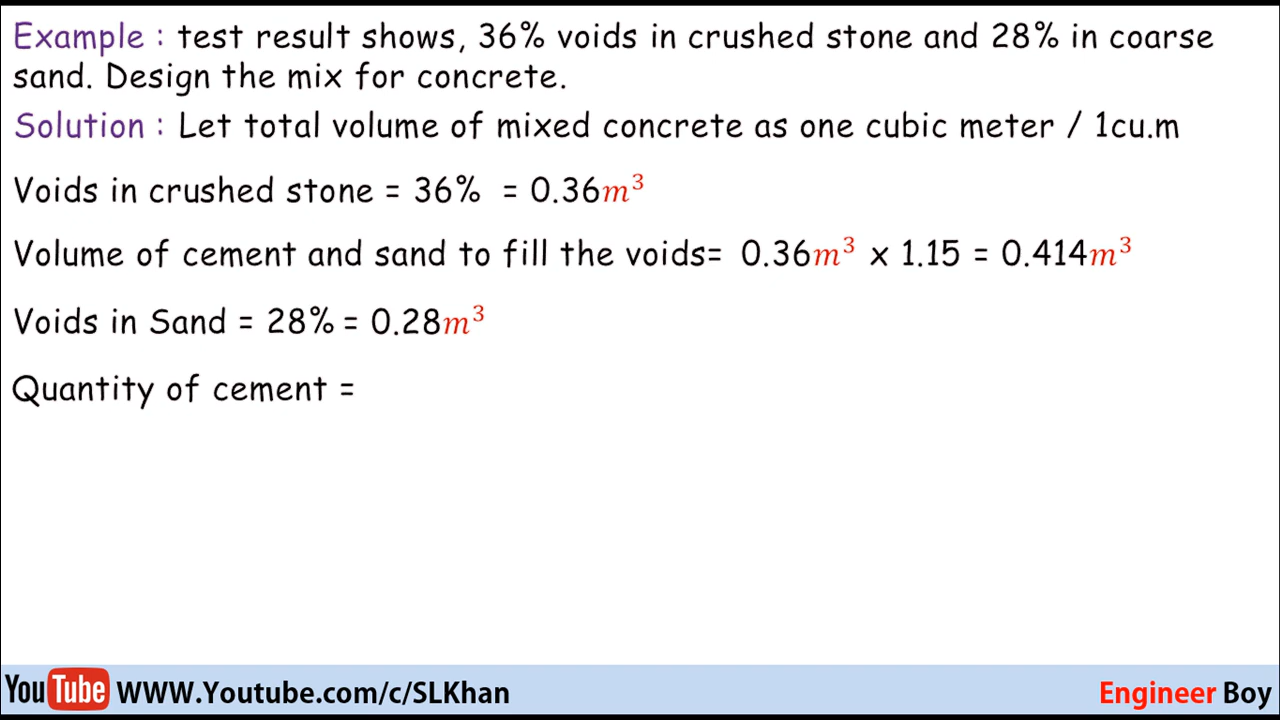 Example : test result shows, 36% voids in crushed stone and 28% in coarse
sand. Design the mix for concrete.
Solution : Let total volume of mixed concrete as one cubic meter / 1cu.m
Voids in crushed stone = 36% = 0.36m³
Volume of cement and sand to fill the voids= 0.36m³ x 1.15 = 0.414m³
Voids in Sand = 28% = 0.28m³
Quantity of cement =
YouTube WWW.Youtube.com/c/SLKhan Engineer Boy